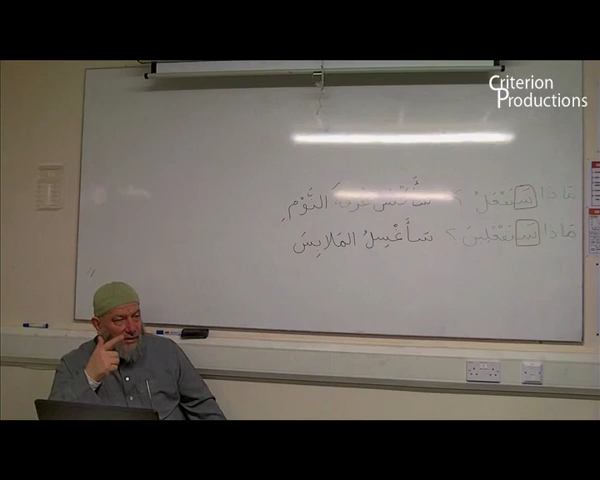 Criterion
Productions
مَاذَا سَتَفْعَلُ ؟ سَأَكْنُسُ غُرْفَةَ النَّوْمِ
مَاذَا سَتَفْعَلِينَ ؟ سَأَغْسِلُ المَلَابِسَ